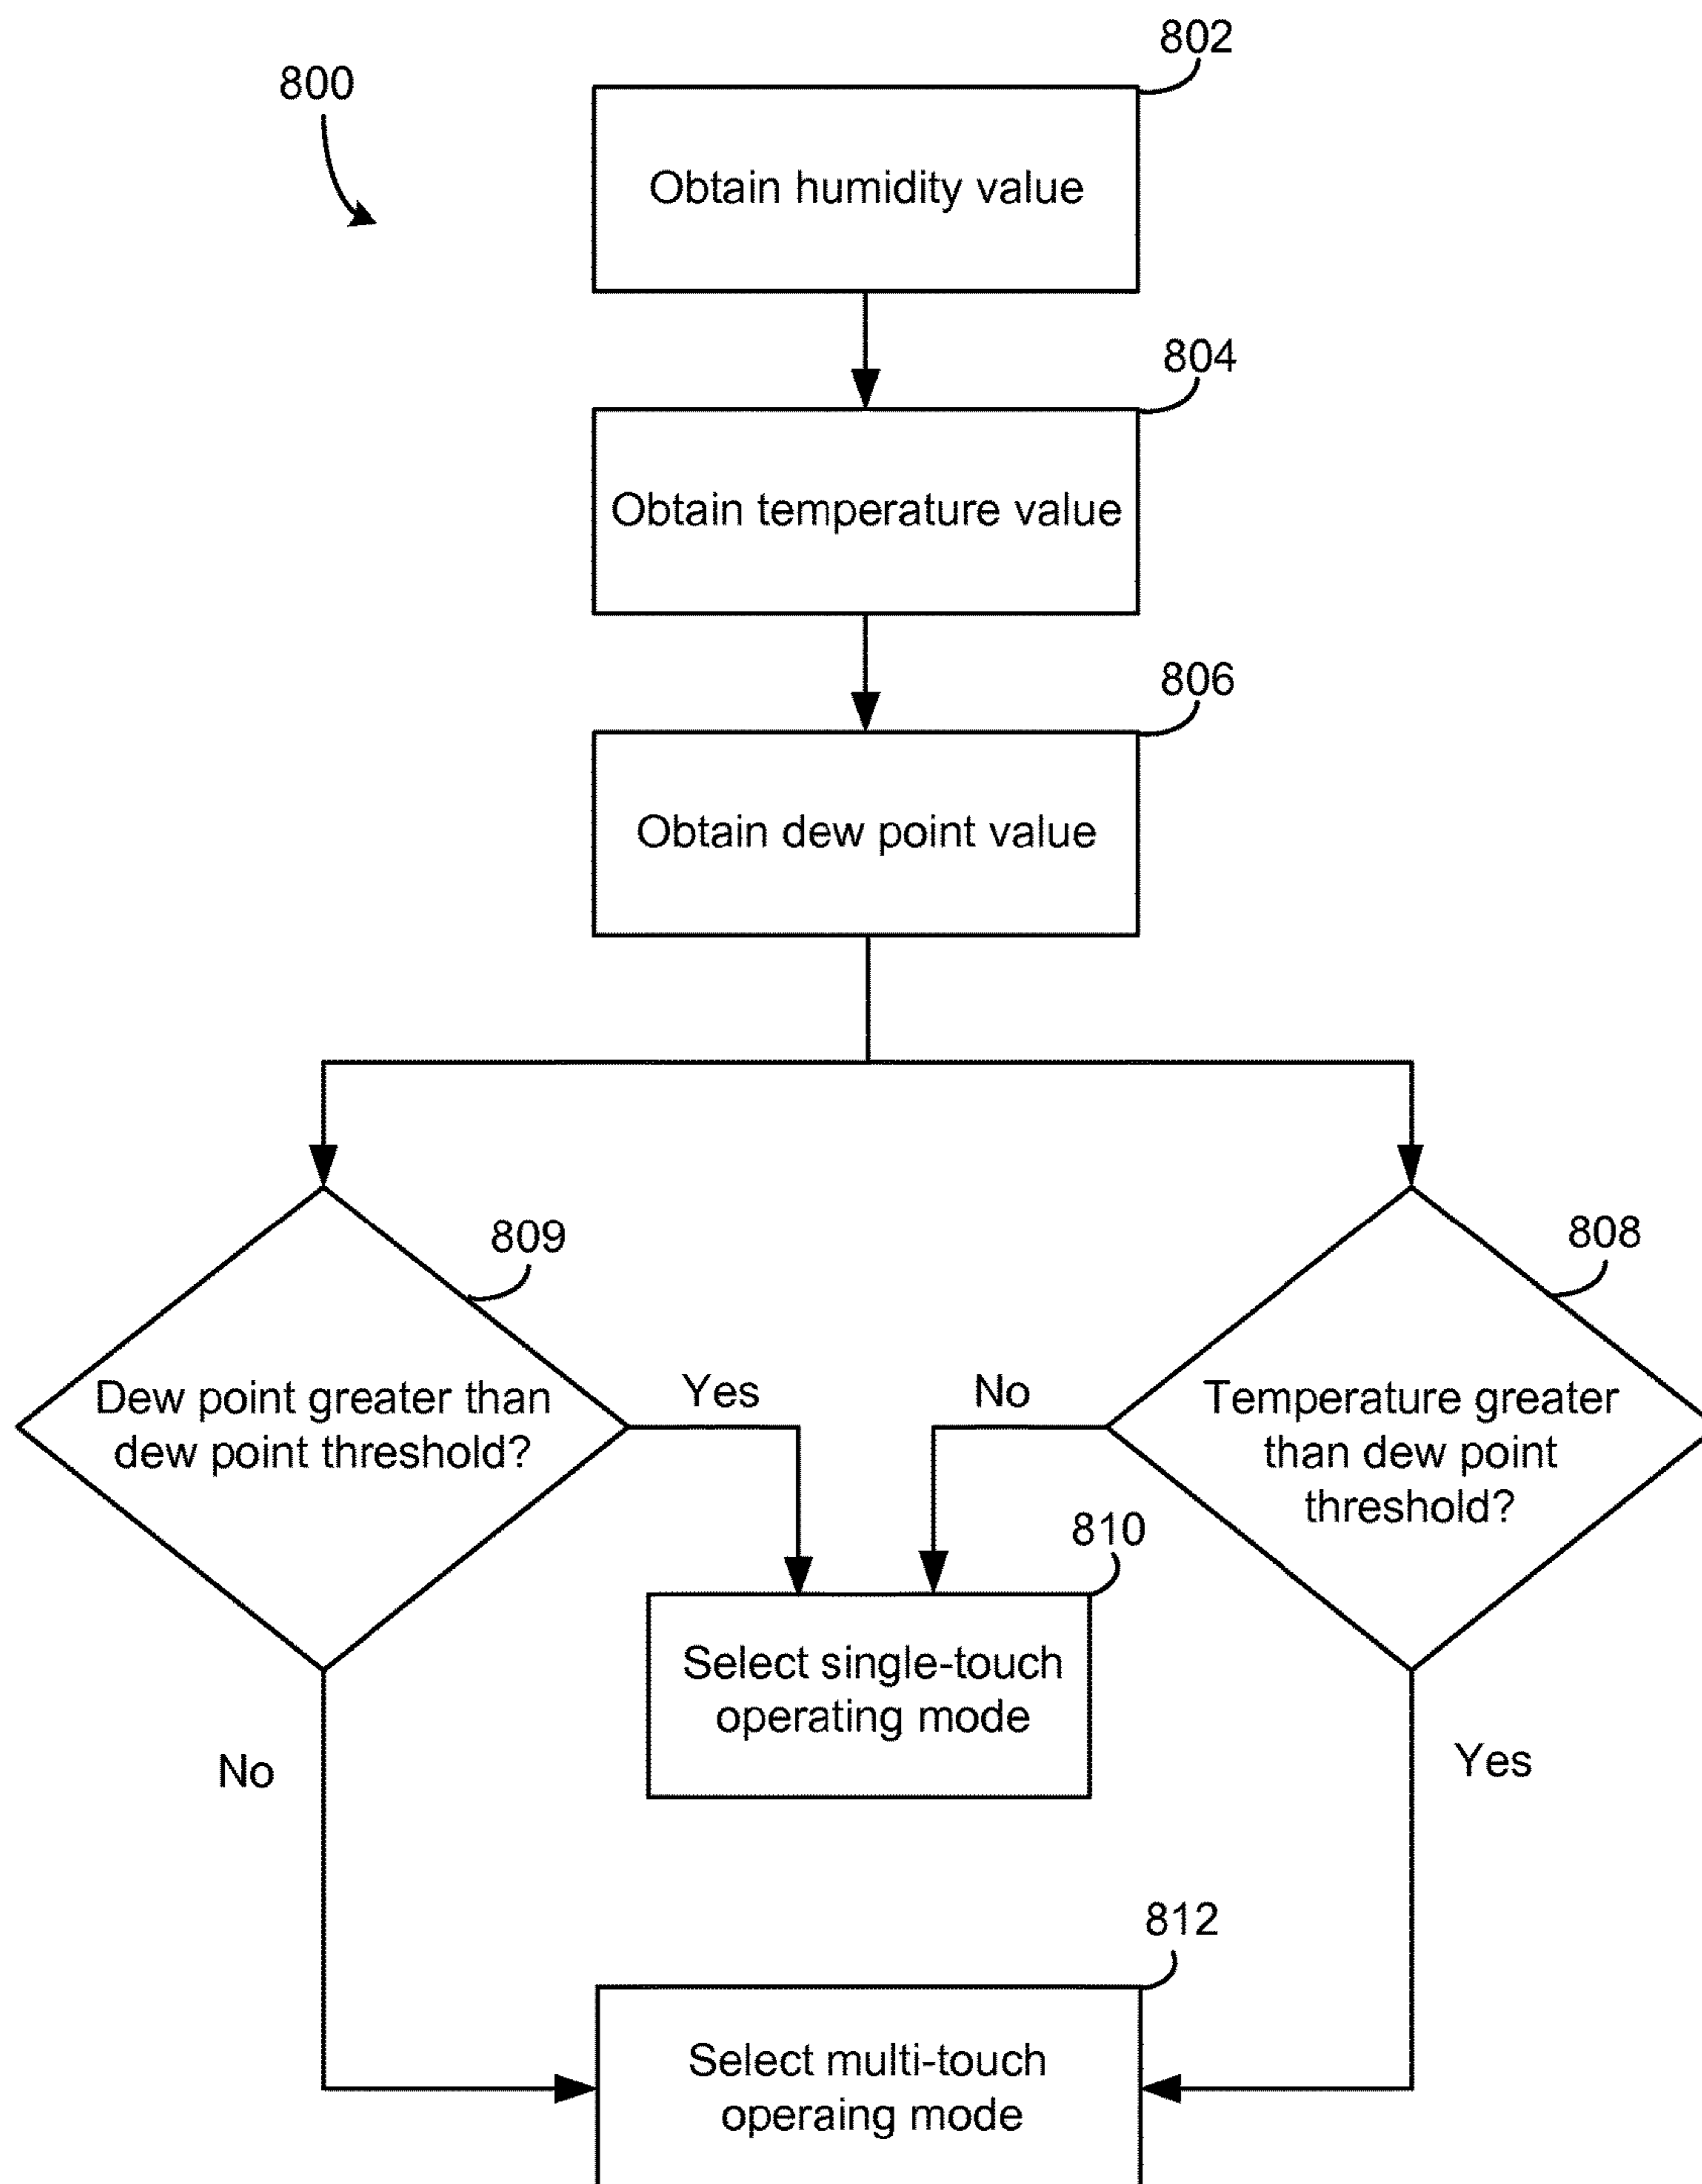 800
802
Obtain humidity value
804
Obtain temperature value
806
Obtain dew point value
809
Dew point greater than
dew point threshold?
Yes
No
808
Temperature greater
than dew point
threshold?
810
Select single-touch
operating mode
No
Yes
812
Select multi-touch
operaing mode